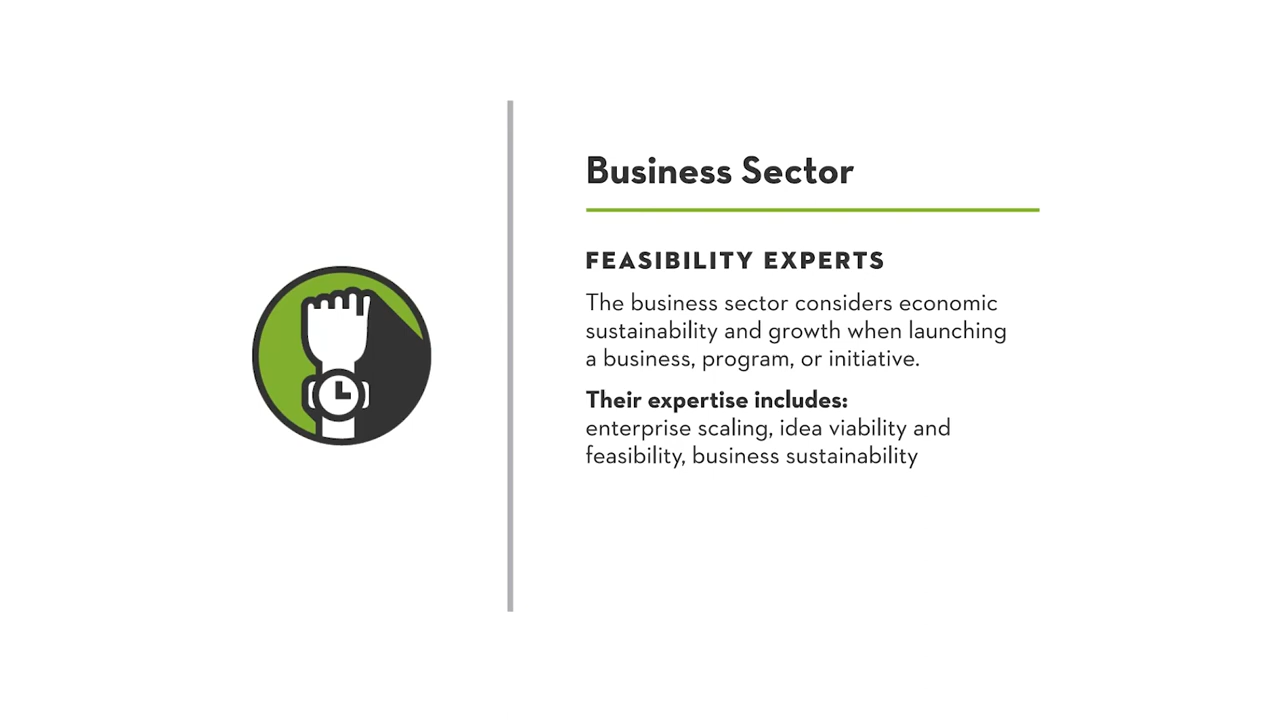 Business Sector
FEASIBILITY EXPERTS
The business sector considers economic
sustainability and growth when launching
a business, program, or initiative.
Their expertise includes:
enterprise scaling, idea viability and
feasibility, business sustainability